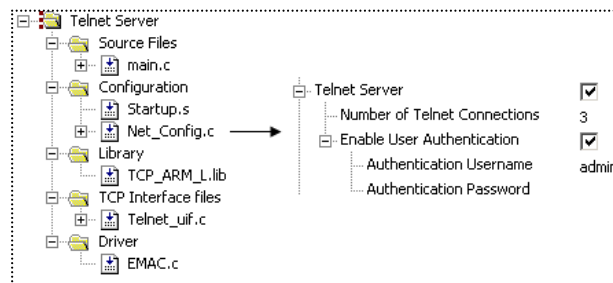 Telnet Server
Source Files
main.c
Configuration
Startup.s
Net_Config.c
Library
TCP_ARM_L.lib
TCP Interface files
Telnet_uif.c
Driver
EMAC.c
Telnet Server
Number of Telnet Connections 3
Enable User Authentication
Authentication Username admin
Authentication Password